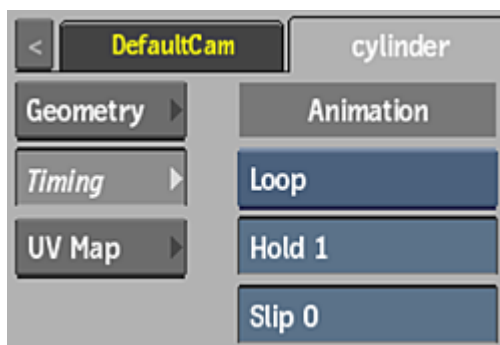 < DefaultCam cylinder
Geometry Animation
Timing Loop
UV Map Hold 1
Slip 0